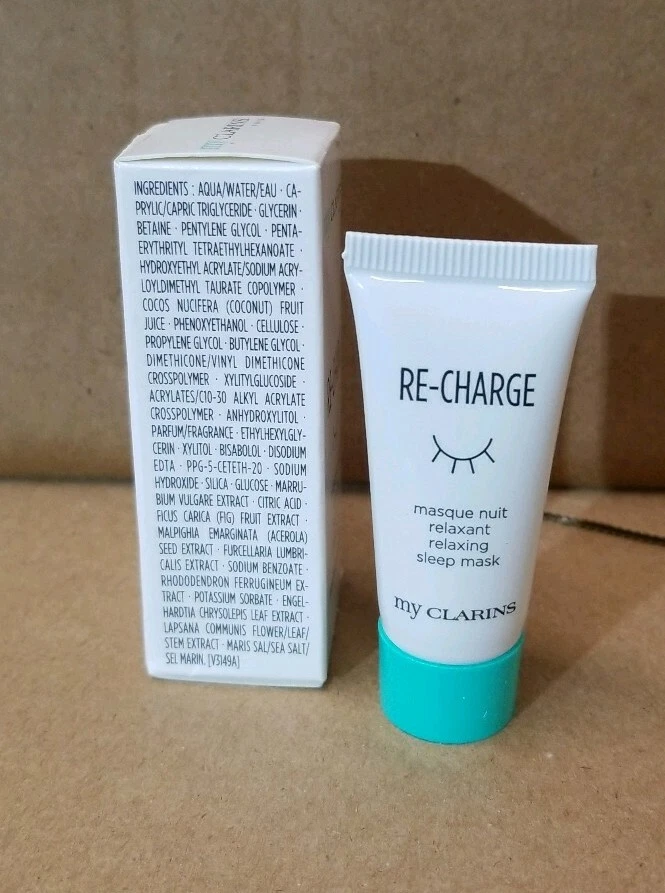 my CLARINS
INGREDIENTS : AQUA/WATER/EAU · CA-
PRYLIC/CAPRIC TRIGLYCERIDE · GLYCERIN ·
BETAINE · PENTYLENE GLYCOL · PENTA-
ERYTHRITYL TETRAETHYLHEXANOATE ·
HYDROXYETHYL ACRYLATE/SODIUM ACRY-
LOYLDIMETHYL TAURATE COPOLYMER ·
COCOS NUCIFERA (COCONUT) FRUIT
JUICE · PHENOXYETHANOL · CELLULOSE ·
PROPYLENE GLYCOL · BUTYLENE GLYCOL ·
DIMETHICONE/VINYL DIMETHICONE
CROSSPOLYMER · XYLITYLGLUCOSIDE ·
ACRYLATES/C10-30 ALKYL ACRYLATE
CROSSPOLYMER · ANHYDROXYLITOL ·
PARFUM/FRAGRANCE · ETHYLHEXYLGLY-
CERIN · XYLITOL · BISABOLOL · DISODIUM
EDTA · PPG-5-CETETH-20 · SODIUM
HYDROXIDE · SILICA · GLUCOSE · MARRU-
BIUM VULGARE EXTRACT · CITRIC ACID ·
FICUS CARICA (FIG) FRUIT EXTRACT ·
MALPIGHIA EMARGINATA (ACEROLA)
SEED EXTRACT · FURCELLARIA LUMBRI-
CALIS EXTRACT · SODIUM BENZOATE ·
RHODODENDRON FERRUGINEUM EX-
TRACT · POTASSIUM SORBATE · ENGEL-
HARDTIA CHRYSOLEPIS LEAF EXTRACT ·
LAPSANA COMMUNIS FLOWER/LEAF/
STEM EXTRACT · MARIS SAL/SEA SALT/
SEL MARIN. [V3149A]
RE-CHARGE
masque nuit
relaxant
relaxing
sleep mask
my CLARINS